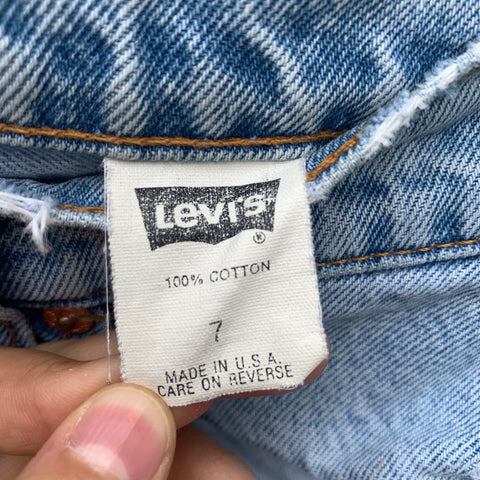 Levi's
®
100% COTTON
7
MADE IN U.S.A.
CARE ON REVERSE